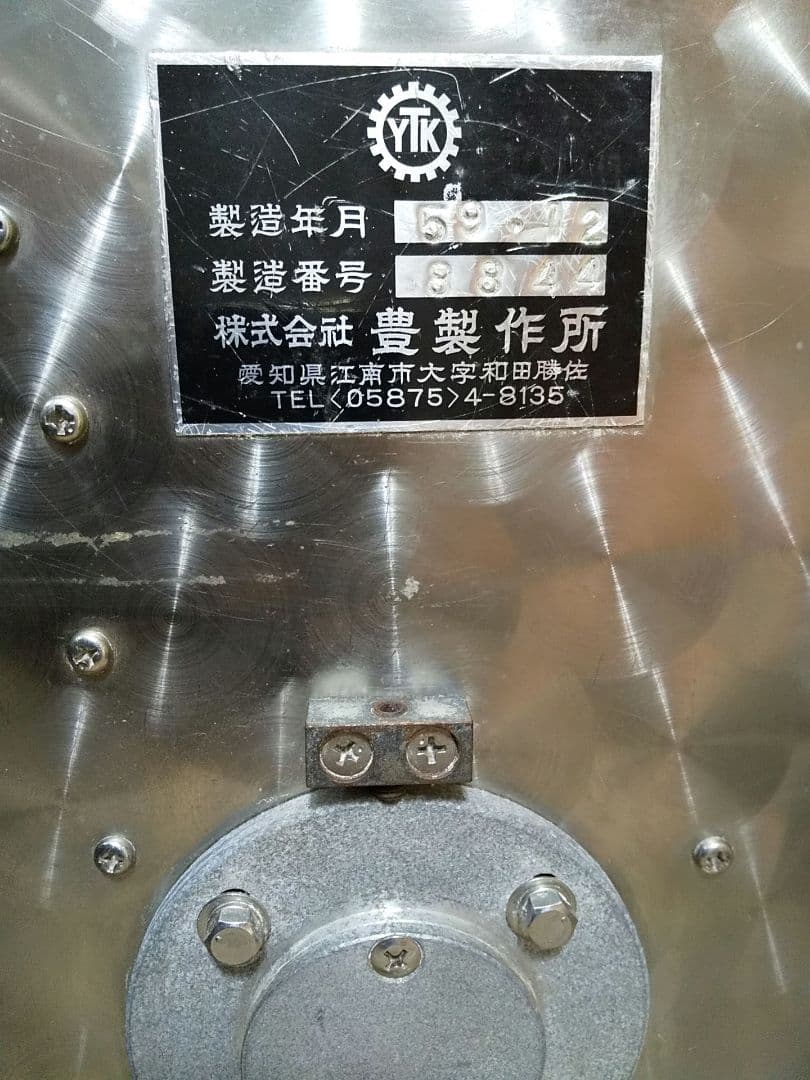 YTK
製造年月 59.12
製造番号 8844
株式会社 豊製作所
愛知県江南市大字和田勝佐
TEL<05875>4-8135